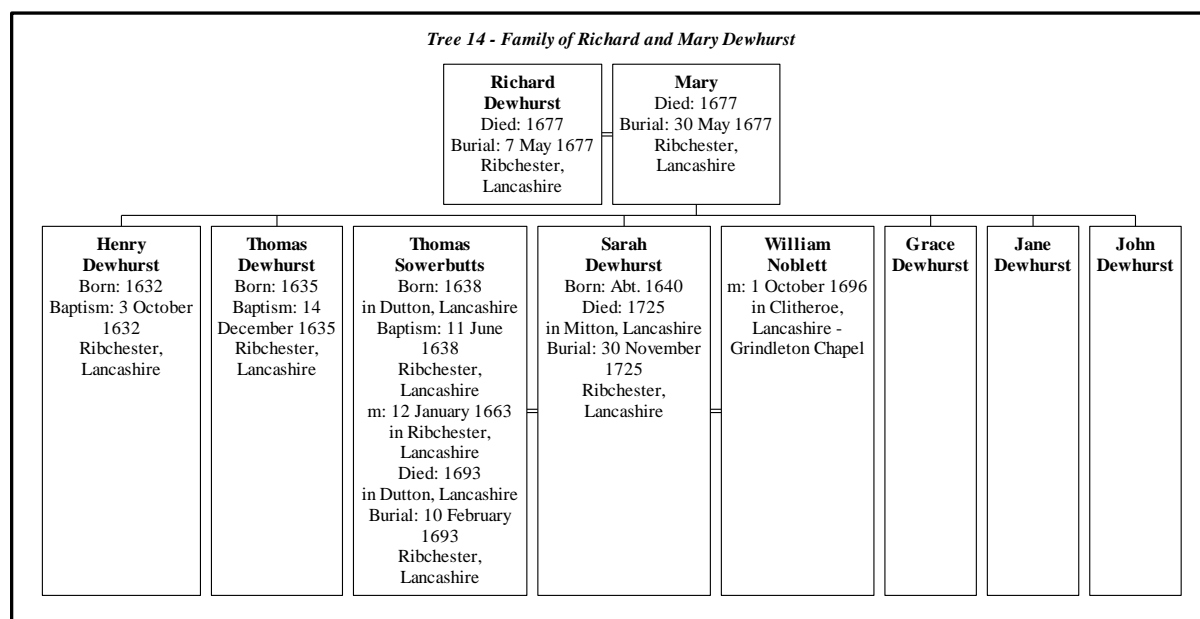 Tree 14 - Family of Richard and Mary Dewhurst
Richard
Dewhurst
Died: 1677
Burial: 7 May 1677
Ribchester,
Lancashire
Mary
Died: 1677
Burial: 30 May 1677
Ribchester,
Lancashire
Henry
Dewhurst
Born: 1632
Baptism: 3 October
1632
Ribchester,
Lancashire
Thomas
Dewhurst
Born: 1635
Baptism: 14
December 1635
Ribchester,
Lancashire
Thomas
Sowerbutts
Born: 1638
in Dutton, Lancashire
Baptism: 11 June
1638
Ribchester,
Lancashire
m: 12 January 1663
in Ribchester,
Lancashire
Died: 1693
in Dutton, Lancashire
Burial: 10 February
1693
Ribchester,
Lancashire
Sarah
Dewhurst
Born: Abt. 1640
Died: 1725
in Mitton, Lancashire
Burial: 30 November
1725
Ribchester,
Lancashire
William
Noblett
m: 1 October 1696
in Clitheroe,
Lancashire -
Grindleton Chapel
Grace
Dewhurst
Jane
Dewhurst
John
Dewhurst